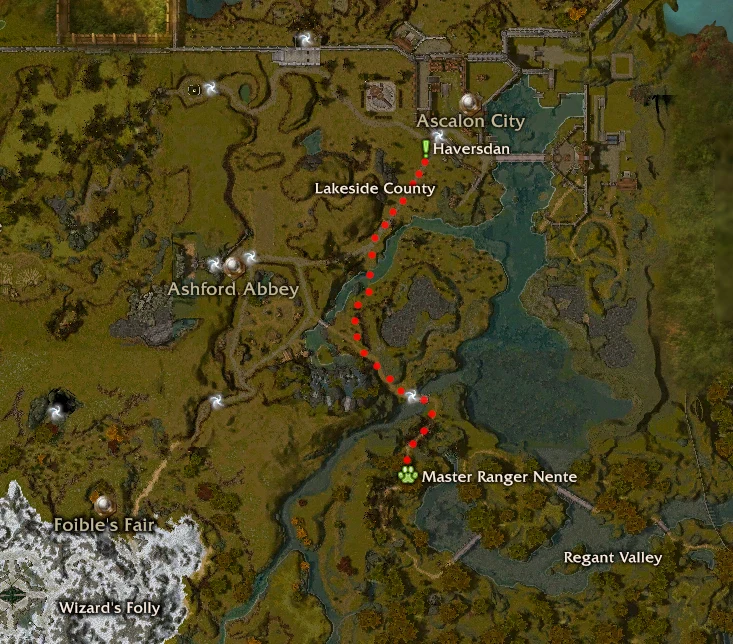 Ascalon City
! Haversdan
Lakeside County
Ashford Abbey
Master Ranger Nente
Foible's Fair
Regant Valley
Wizard's Folly